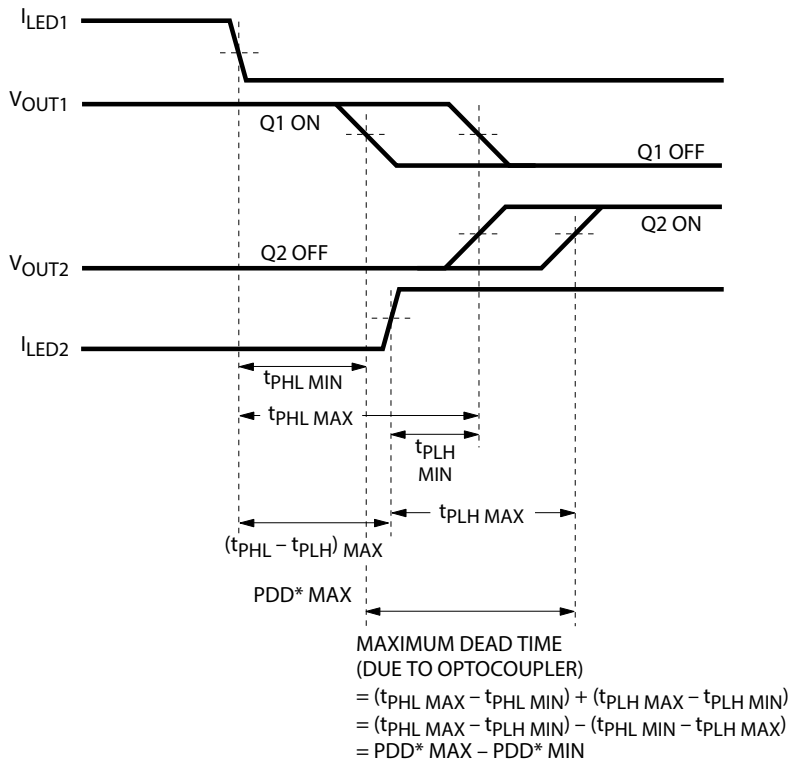 ILED1
VOUT1
Q1 ON
Q1 OFF
Q2 OFF
Q2 ON
VOUT2
ILED2
tPHL MIN
tPHL MAX
tPLH
MIN
tPLH MAX
(tPHL – tPLH) MAX
PDD* MAX
MAXIMUM DEAD TIME
(DUE TO OPTOCOUPLER)
= (tPHL MAX – tPHL MIN) + (tPLH MAX – tPLH MIN)
= (tPHL MAX – tPLH MIN) – (tPHL MIN – tPLH MAX)
= PDD* MAX – PDD* MIN